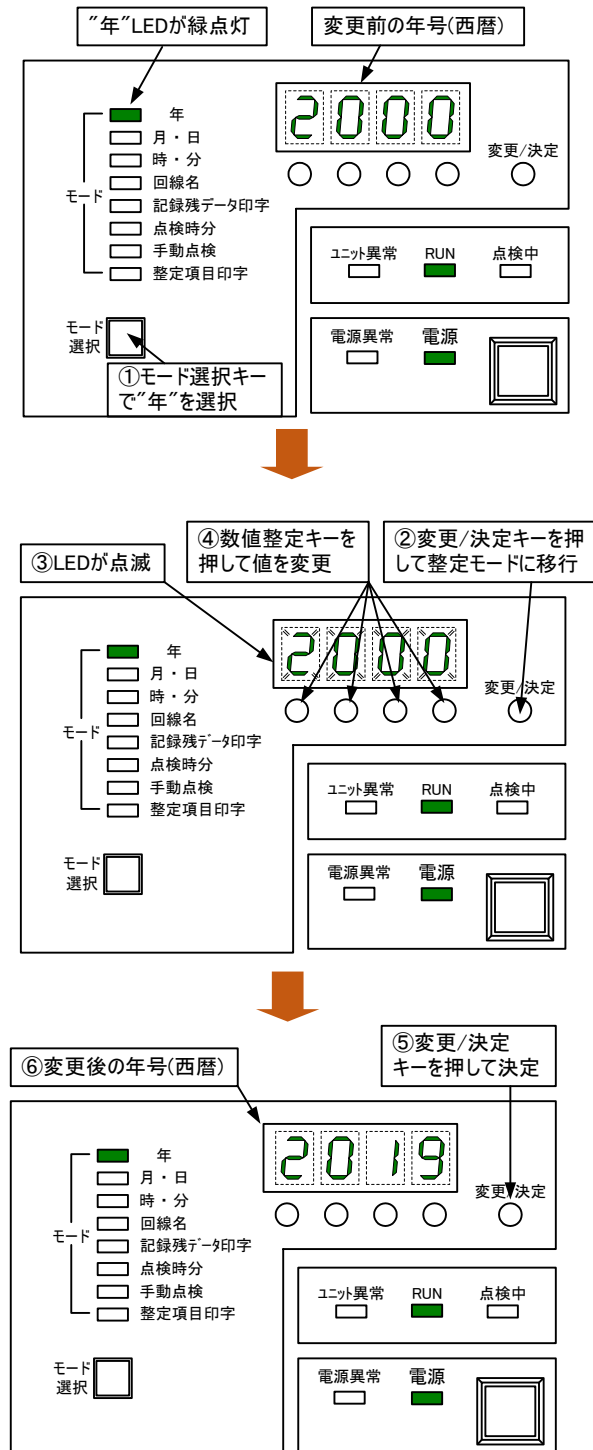 "年"LEDが緑点灯
変更前の年号(西暦)
2000
年
月・日
時・分
回線名
記録残データ印字
点検時分
手動点検
整定項目印字
モード
変更/決定
ユニット異常 RUN 点検中
電源異常 電源
モード
選択
①モード選択キー
で"年"を選択
④数値整定キーを
押して値を変更
②変更/決定キーを押
して整定モードに移行
③LEDが点滅
2000
年
月・日
時・分
回線名
記録残データ印字
点検時分
手動点検
整定項目印字
モード
変更/決定
ユニット異常 RUN 点検中
電源異常 電源
モード
選択
⑤変更/決定
キーを押して決定
⑥変更後の年号(西暦)
2019
年
月・日
時・分
回線名
記録残データ印字
点検時分
手動点検
整定項目印字
モード
変更/決定
ユニット異常 RUN 点検中
電源異常 電源
モード
選択